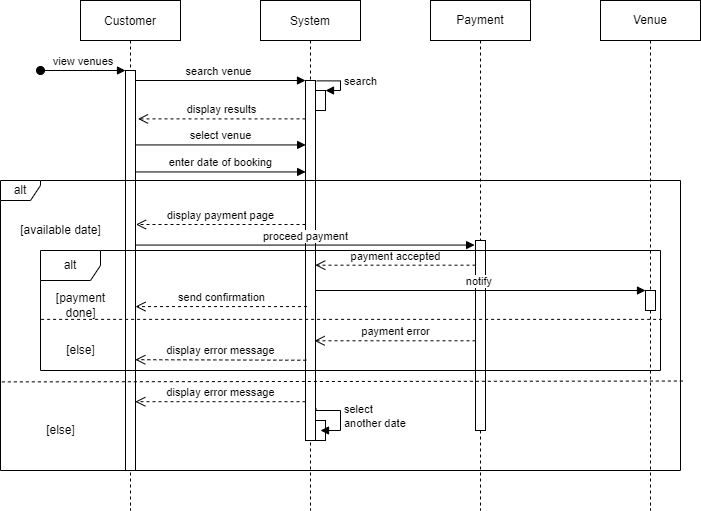 Customer
System
Payment
Venue
view venues
search venue
search
display results
select venue
enter date of booking
alt
display payment page
[available date]
proceed payment
alt
payment accepted
notify
[payment
done]
send confirmation
payment error
[else]
display error message
display error message
select
another date
[else]